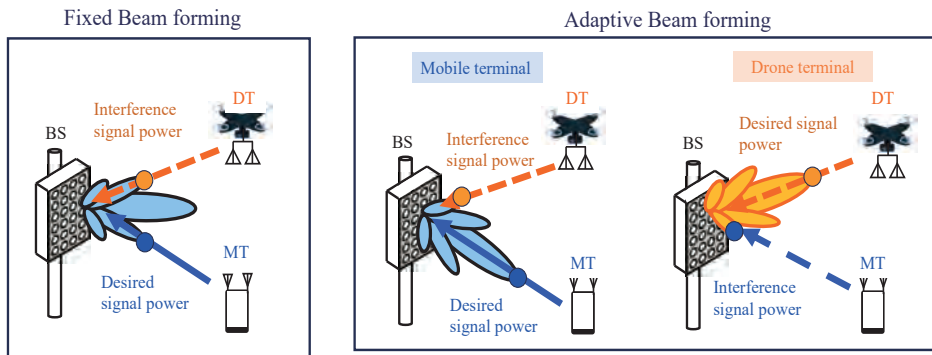 Fixed Beam forming
BS
DT
Interference
signal power
MT
Desired
signal power
Adaptive Beam forming
Mobile terminal
BS
DT
Interference
signal power
MT
Desired
signal power
Drone terminal
BS
DT
Desired signal
power
MT
Interference
signal power